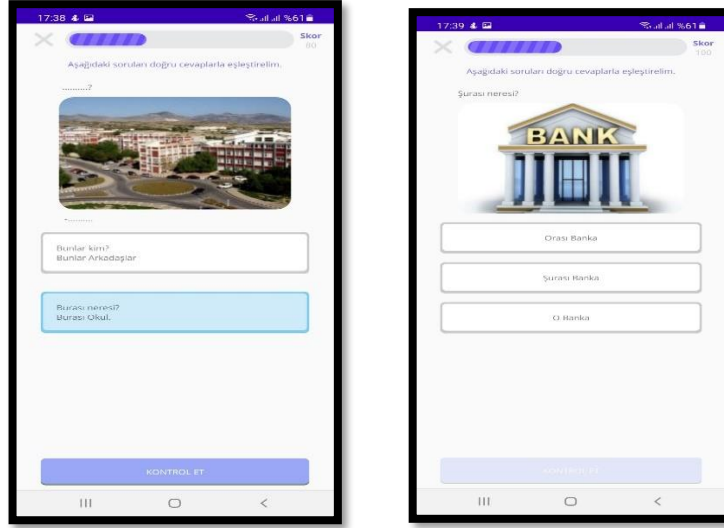 17:38
%61
Skor
80
Aşağıdaki soruları doğru cevaplarla eşleştirelim.
..........?
-..........
Bunlar kim?
Bunlar Arkadaşlar
Burası neresi?
Burası Okul.
KONTROL ET
17:39
%61
Skor
100
Aşağıdaki soruları doğru cevaplarla eşleştirelim.
Şurası neresi?
BANK
Orası Banka
Şurası Banka
O Banka
KONTROL ET